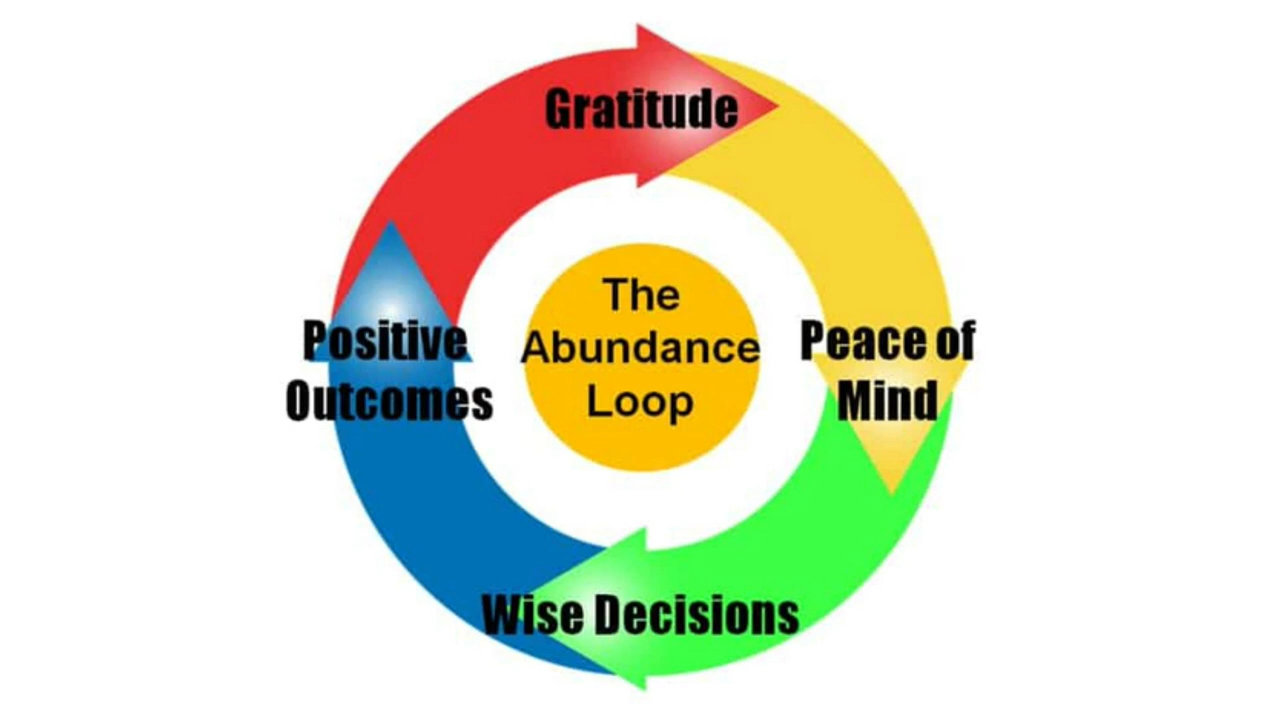 Gratitude
Peace of
Mind
Wise Decisions
Positive
Outcomes
The
Abundance
Loop